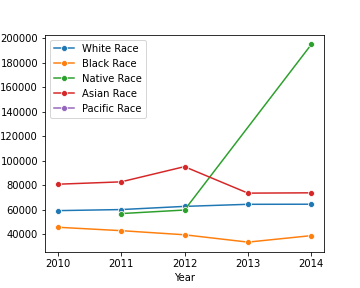 200000
180000
160000
140000
120000
100000
80000
60000
40000
White Race
Black Race
Native Race
Asian Race
Pacific Race
2010 2011 2012 2013 2014
Year